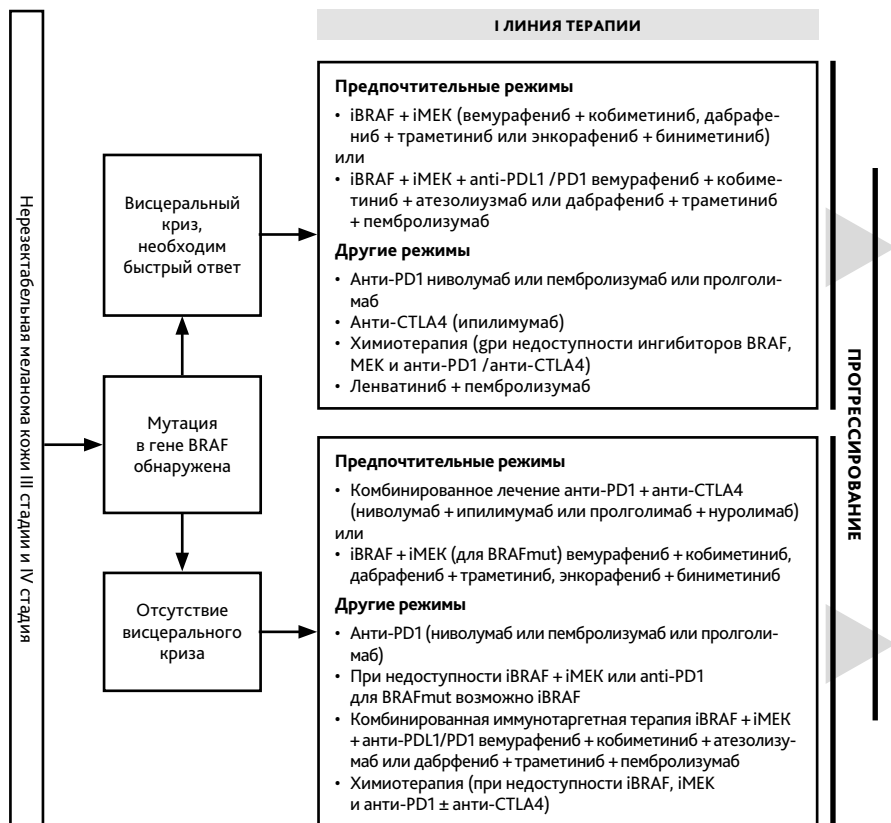 I ЛИНИЯ ТЕРАПИИ
Нерезектабельная меланома кожи III стадии и IV стадия
Мутация
в гене BRAF
обнаружена
Висцеральный
криз,
необходим
быстрый ответ
Предпочтительные режимы
• iBRAF + iMEK (вемурафениб + кобиметиниб, дабрафе-
ниб + траметиниб или энкорафениб + биниметиниб)
или
• iBRAF + iMEK + anti-PDL1 /PD1 вемурафениб + кобиме-
тиниб + атезолиузмаб или дабрафениб + траметиниб
+ пембролизумаб
Другие режимы
• Анти-PD1 ниволумаб или пембролизумаб или пролголи-
маб
• Анти-CTLA4 (ипилимумаб)
• Химиотерапия (gри недоступности ингибиторов BRAF,
MEK и анти-PD1 /анти-CTLA4)
• Ленватиниб + пембролизумаб
Отсутствие
висцерального
криза
Предпочтительные режимы
• Комбинированное лечение анти-PD1 + анти-CTLA4
(ниволумаб + ипилимумаб или пролголимаб + нуролимаб)
или
• iBRAF + iMEK (для BRAFmut) вемурафениб + кобиметиниб,
дабрафениб + траметиниб, энкорафениб + биниметиниб
Другие режимы
• Анти-PD1 (ниволумаб или пембролизумаб или пролголи-
маб)
• При недоступности iBRAF + iMEK или anti-PD1
для BRAFmut возможно iBRAF
• Комбинированная иммунотаргетная терапия iBRAF + iMEK
+ анти-PDL1/PD1 вемурафениб + кобиметиниб + атезолизу-
маб или дабрфениб + траметиниб + пембролизумаб
• Химиотерапия (при недоступности iBRAF, iMEK
и анти-PD1 ± анти-CTLA4)
ПРОГРЕССИРОВАНИЕ